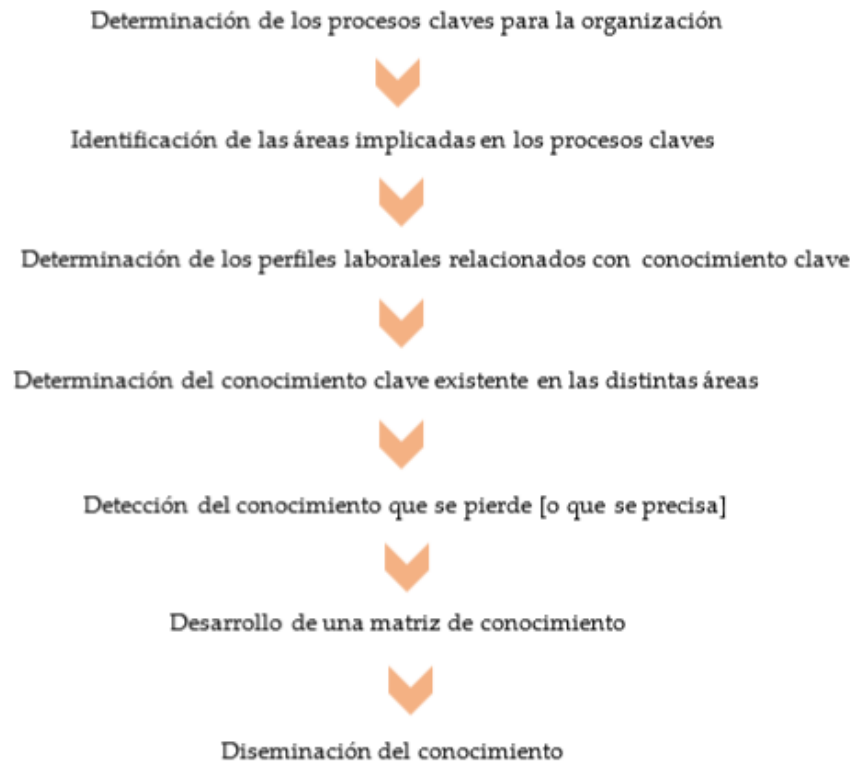 Determinación de los procesos claves para la organización
Identificación de las áreas implicadas en los procesos claves
Determinación de los perfiles laborales relacionados con conocimiento clave
Determinación del conocimiento clave existente en las distintas áreas
Detección del conocimiento que se pierde [o que se precisa]
Desarrollo de una matriz de conocimiento
Diseminación del conocimiento